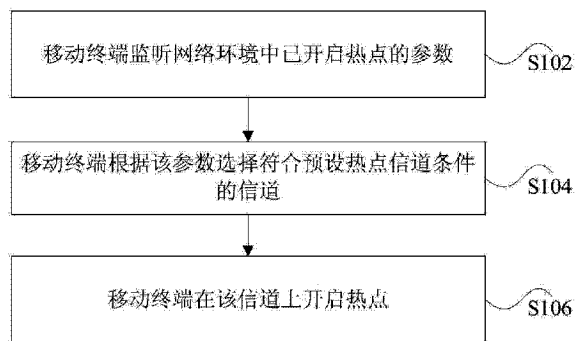 移动终端监听网络环境中已开启热点的参数
S102
移动终端根据该参数选择符合预设热点信道条件
的信道
S104
移动终端在该信道上开启热点
S106